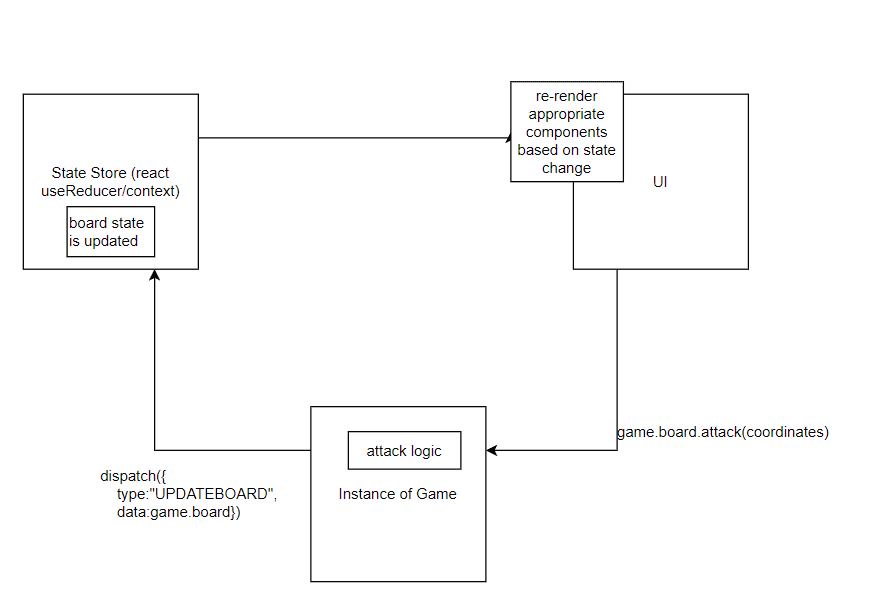 re-render
appropriate
components
based on state
change
State Store (react
useReducer/context)
UI
board state
is updated
game.board.attack(coordinates)
attack logic
dispatch({
type:"UPDATEBOARD",
data:game.board})
Instance of Game